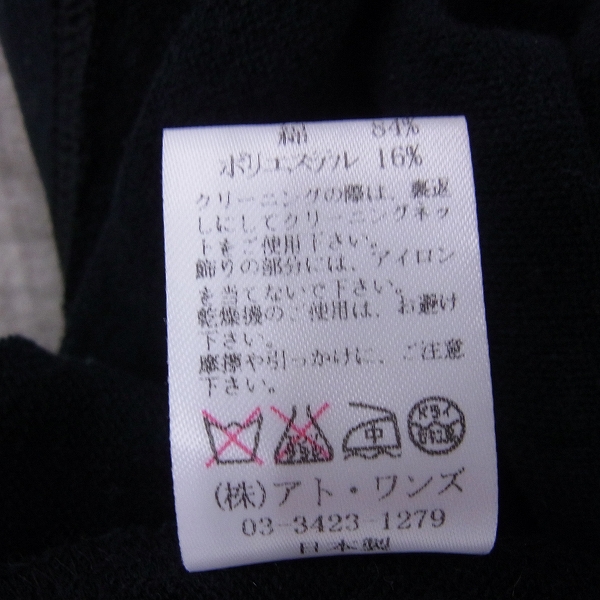 綿 84%
ポリエステル 16%
クリーニングの際は、裏返
しにしてクリーニングネッ
トをご使用下さい。
飾りの部分には、アイロン
を当てないで下さい。
乾燥機のご使用は、お避け
下さい。
摩擦や引っかけに、ご注意
下さい。
中 ドライ
(株)アト・ワンズ
03-3423-1279
日本製